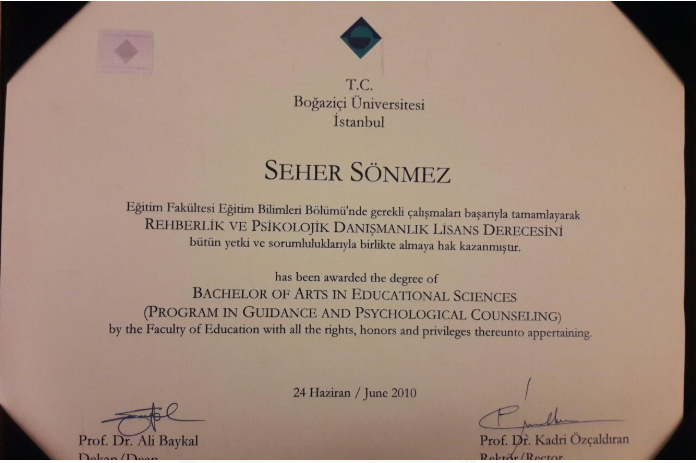 T.C.
Boğaziçi Üniversitesi
İstanbul
SEHER SÖNMEZ
Eğitim Fakültesi Eğitim Bilimleri Bölümü'nde gerekli çalışmaları başarıyla tamamlayarak
REHBERLİK VE PSİKOLOJİK DANIŞMANLIK LİSANS DERECESİNİ
bütün yetki ve sorumluluklarıyla birlikte almaya hak kazanmıştır.
has been awarded the degree of
BACHELOR OF ARTS IN EDUCATIONAL SCIENCES
(PROGRAM IN GUIDANCE AND PSYCHOLOGICAL COUNSELING)
by the Faculty of Education with all the rights, honors and privileges thereunto appertaining.
24 Haziran / June 2010
Prof. Dr. Ali Baykal
Prof. Dr. Kadri Özçaldıran
Dekan/Dean
Rektör/Rector